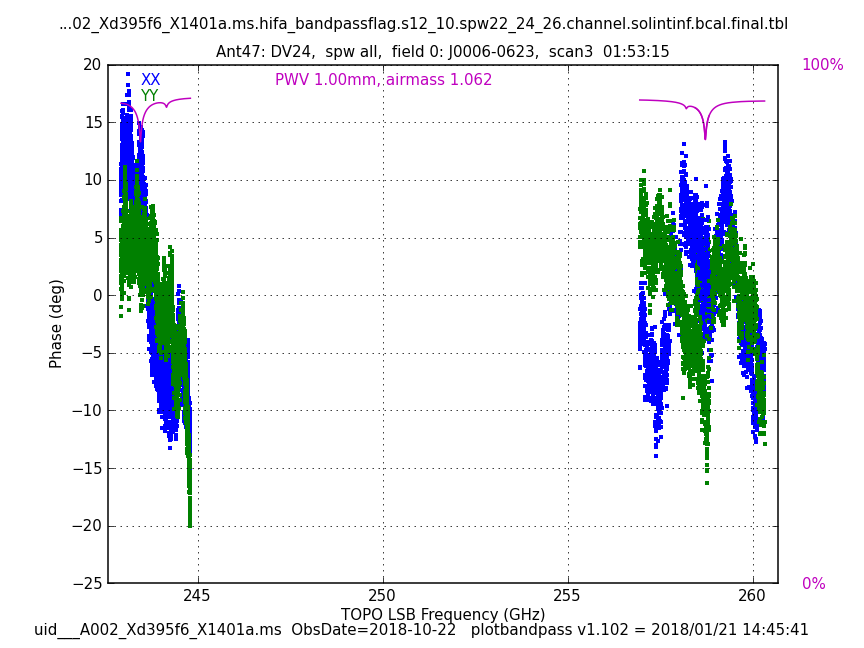 ...02_Xd395f6_X1401a.ms.hifa_bandpassflag.s12_10.spw22_24_26.channel.solintinf.bcal.final.tbl
Ant47: DV24,  spw all,  field 0: J0006-0623,  scan3  01:53:15
20
15
10
5
0
−5
−10
−15
−20
−25
Phase (deg)
XX
YY
PWV 1.00mm, airmass 1.062
100%
0%
245
250
255
260
TOPO LSB Frequency (GHz)
uid___A002_Xd395f6_X1401a.ms  ObsDate=2018-10-22   plotbandpass v1.102 = 2018/01/21 14:45:41